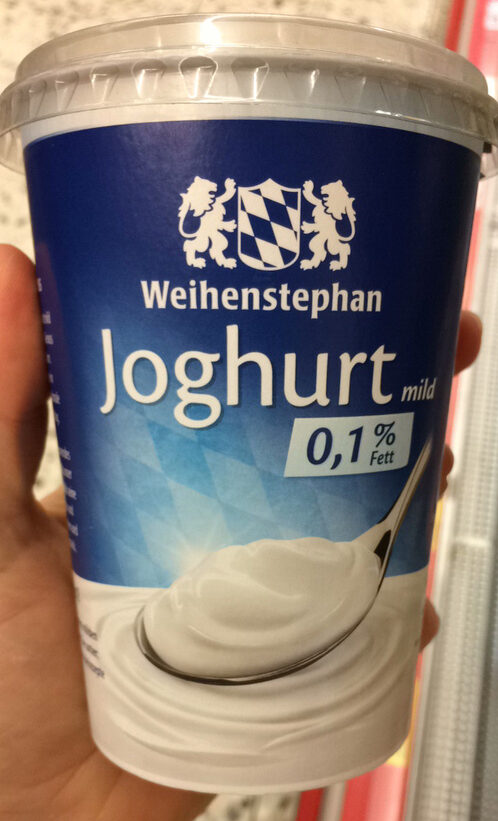 Weihenstephan
Joghurt mild
0,1 % Fett